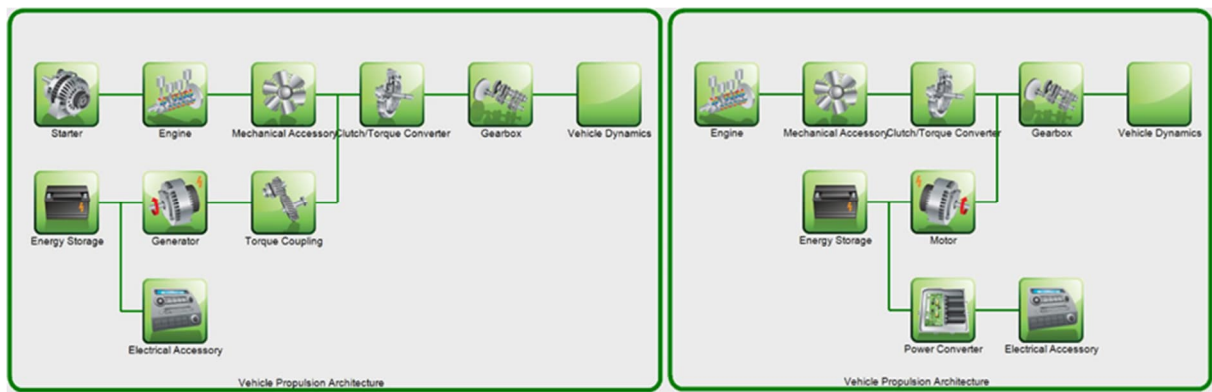 Starter
Engine
Mechanical Accessory
Clutch/Torque Converter
Gearbox
Vehicle Dynamics
Energy Storage
Generator
Torque Coupling
Electrical Accessory
Vehicle Propulsion Architecture
Engine
Mechanical Accessory
Clutch/Torque Converter
Gearbox
Vehicle Dynamics
Energy Storage
Motor
Power Converter
Electrical Accessory
Vehicle Propulsion Architecture